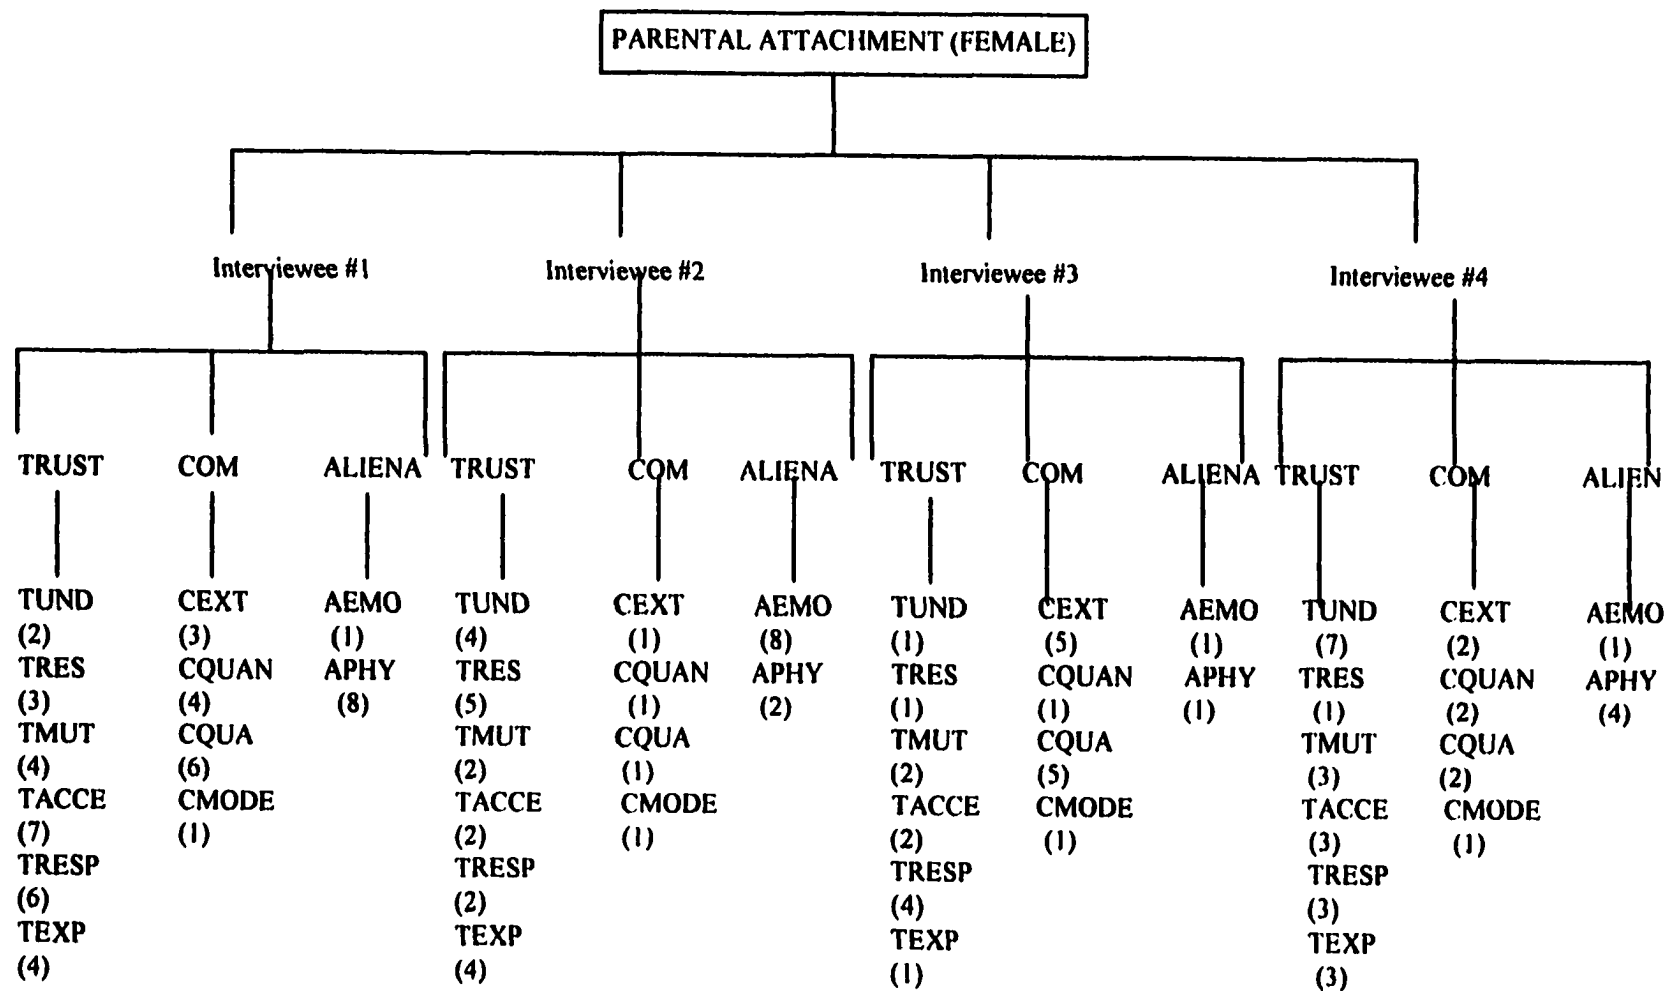 PARENTAL ATTACHMENT (FEMALE)
Interviewee #1 Interviewee #2 Interviewee #3 Interviewee #4
TRUST COM ALIENA TRUST COM ALIENA TRUST COM ALIENA TRUST COM ALIEN
TUND CEXT AEMO TUND CEXT AEMO TUND CEXT AEMO TUND CEXT AEMO
(2) (3) (1) (4) (1) (8) (1) (5) (1) (7) (2) (1)
TRES CQUAN APHY TRES CQUAN APHY TRES CQUAN APHY TRES CQUAN APHY
(3) (4) (8) (5) (1) (2) (1) (1) (1) (1) (2) (4)
TMUT CQUA TMUT CQUA TMUT CQUA TMUT CQUA
(4) (6) (2) (1) (2) (5) (3) (2)
TACCE CMODE TACCE CMODE TACCE CMODE TACCE CMODE
(7) (1) (2) (1) (2) (1) (3) (1)
TRESP TRESP TRESP TRESP
(6) (2) (4) (3)
TEXP TEXP TEXP TEXP
(4) (4) (1) (3)